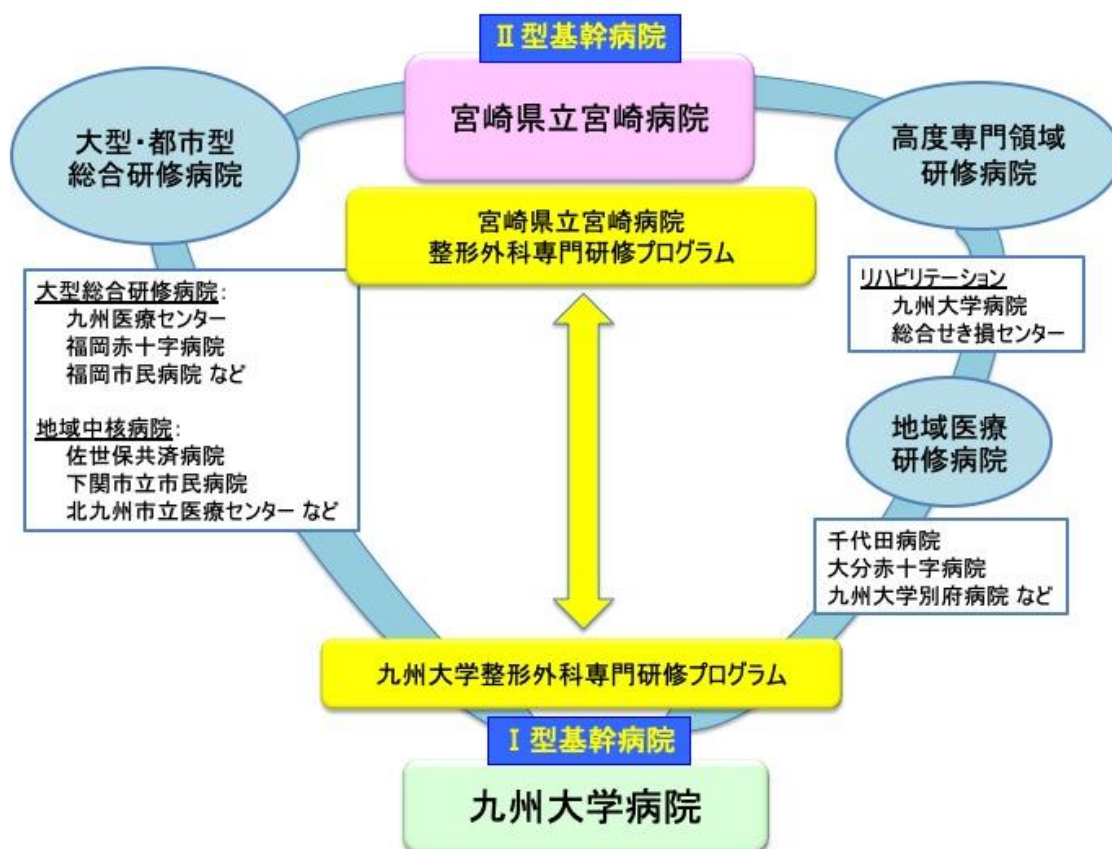 Ⅱ型基幹病院
宮崎県立宮崎病院
大型・都市型
総合研修病院
高度専門領域
研修病院
宮崎県立宮崎病院
整形外科専門研修プログラム
大型総合研修病院:
九州医療センター
福岡赤十字病院
福岡市民病院 など
地域中核病院:
佐世保共済病院
下関市立市民病院
北九州市立医療センター など
リハビリテーション
九州大学病院
総合せき損センター
地域医療
研修病院
千代田病院
大分赤十字病院
九州大学別府病院 など
九州大学整形外科専門研修プログラム
Ⅰ型基幹病院
九州大学病院